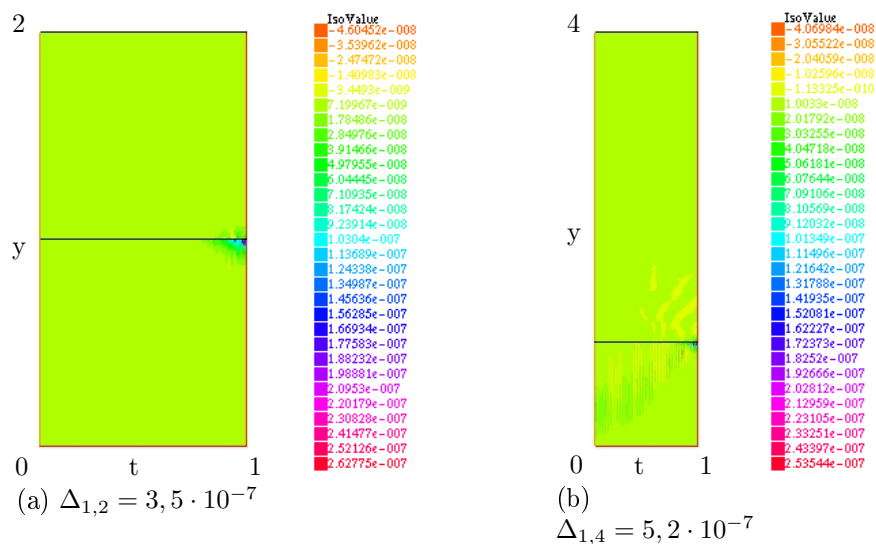 2
y
0
t
1
IsoValue
-4.60452e-008
-3.53962e-008
-2.47472e-008
-1.40983e-008
-3.4493e-009
7.19967e-009
1.78486e-008
2.84976e-008
3.91466e-008
4.97955e-008
6.04445e-008
7.10935e-008
8.17424e-008
9.23914e-008
1.0304e-007
1.13689e-007
1.24338e-007
1.34987e-007
1.45636e-007
1.56285e-007
1.66934e-007
1.77583e-007
1.88232e-007
1.98881e-007
2.0953e-007
2.20179e-007
2.30828e-007
2.41477e-007
2.52126e-007
2.62775e-007
(a) Δ₁,₂ = 3,5 · 10⁻⁷
4
y
0
t
1
IsoValue
-4.06984e-008
-3.05522e-008
-2.04059e-008
-1.02596e-008
-1.13325e-010
1.0033e-008
2.01792e-008
3.03255e-008
4.04718e-008
5.06181e-008
6.07644e-008
7.09106e-008
8.10569e-008
9.12032e-008
1.01349e-007
1.11496e-007
1.21642e-007
1.31788e-007
1.41935e-007
1.52081e-007
1.62227e-007
1.72373e-007
1.8252e-007
1.92666e-007
2.02812e-007
2.12959e-007
2.23105e-007
2.33251e-007
2.43397e-007
2.53544e-007
(b)
Δ₁,₄ = 5,2 · 10⁻⁷